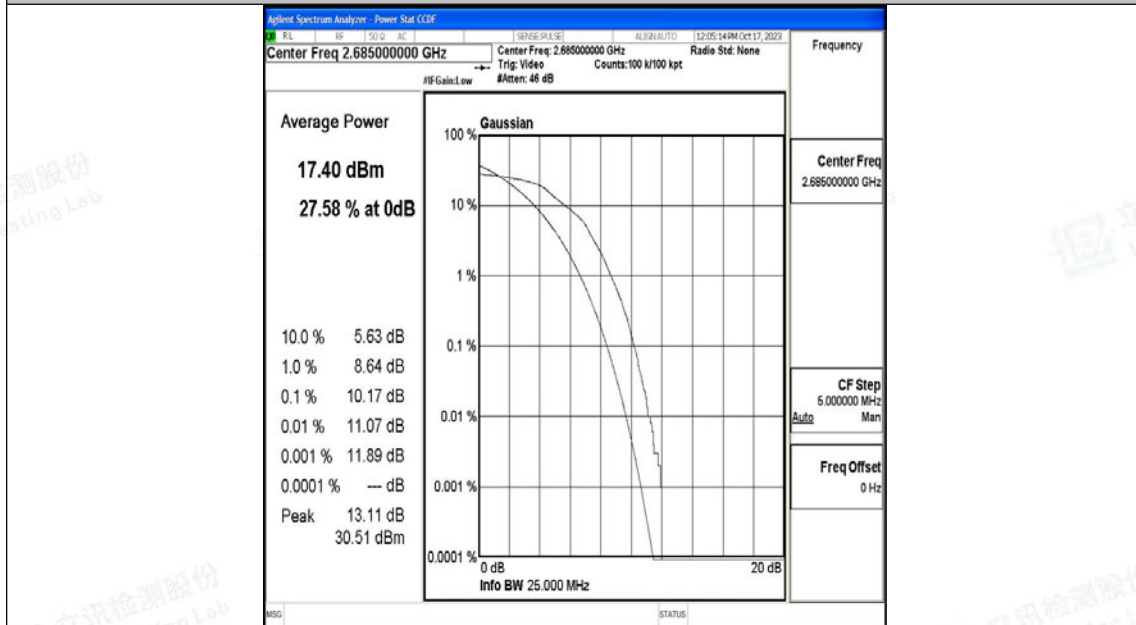 Agilent Spectrum Analyzer - Power Stat CCDF
RL RF 50 Ω AC SENSE:PULSE ALIGNAUTO 12:05:14 PM Oct 17, 2023
Center Freq 2.685000000 GHz
Center Freq: 2.685000000 GHz Radio Std: None
Trig: Video Counts:100 k/100 kpt
#IFGain:Low #Atten: 46 dB
Frequency
Average Power
17.40 dBm
27.58 % at 0dB
10.0 % 5.63 dB
1.0 % 8.64 dB
0.1 % 10.17 dB
0.01 % 11.07 dB
0.001 % 11.89 dB
0.0001 % --- dB
Peak 13.11 dB
30.51 dBm
Gaussian
100 %
10 %
1 %
0.1 %
0.01 %
0.001 %
0.0001 %
0 dB 20 dB
Info BW 25.000 MHz
Center Freq
2.685000000 GHz
CF Step
5.000000 MHz
Auto Man
Freq Offset
0 Hz
MSG STATUS